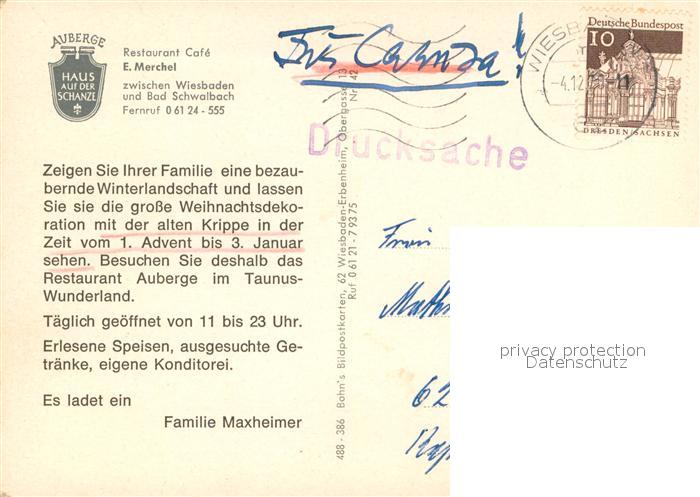 AUBERGE
HAUS
AUF DER
SCHANZE
Restaurant Café
E. Merchel
zwischen Wiesbaden
und Bad Schwalbach
Fernruf 0 61 24 - 555
Für
Deutsche Bundespost
10
DRESDEN/SACHSEN
WIESBADEN
-4.12.
Drucksache
Zeigen Sie Ihrer Familie eine bezau-
bernde Winterlandschaft und lassen
Sie sie die große Weihnachtsdeko-
ration mit der alten Krippe in der
Zeit vom 1. Advent bis 3. Januar
sehen. Besuchen Sie deshalb das
Restaurant Auberge im Taunus-
Wunderland.
Täglich geöffnet von 11 bis 23 Uhr.
Erlesene Speisen, ausgesuchte Ge-
tränke, eigene Konditorei.
Es ladet ein
Familie Maxheimer
488 - 386 Bohn's Bildpostkarten, 62 Wiesbaden-Erbenheim, Obergasse 13
Ruf 0 61 21 - 7 93 75 Nr. 42
62
privacy protection
Datenschutz